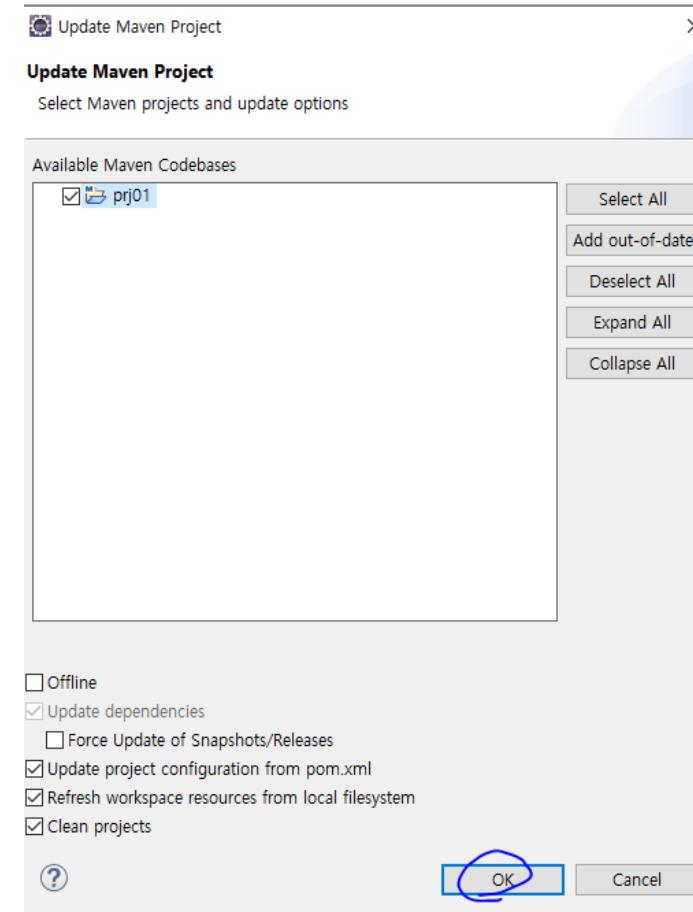 Update Maven Project
Update Maven Project
Select Maven projects and update options
Available Maven Codebases
prj01
Select All
Add out-of-date
Deselect All
Expand All
Collapse All
Offline
Update dependencies
Force Update of Snapshots/Releases
Update project configuration from pom.xml
Refresh workspace resources from local filesystem
Clean projects
OK
Cancel